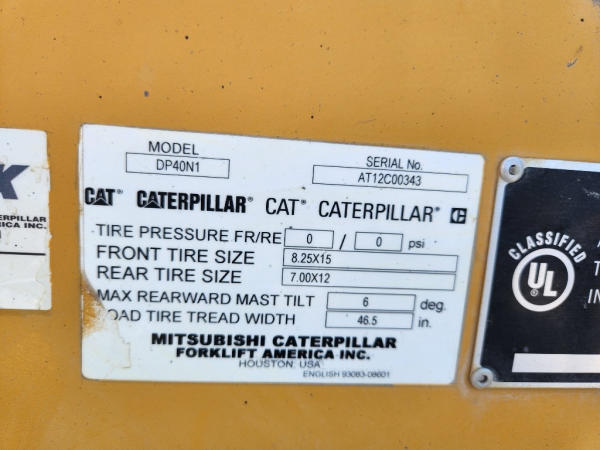 K
ERPILLAR
ICA INC.
MODEL
DP40N1
SERIAL No.
AT12C00343
CAT® CATERPILLAR® CAT® CATERPILLAR®
TIRE PRESSURE FR/RE 0 / 0 psi
FRONT TIRE SIZE 8.25X15
REAR TIRE SIZE 7.00X12
MAX REARWARD MAST TILT 6 deg.
LOAD TIRE TREAD WIDTH 46.5 in.
MITSUBISHI CATERPILLAR
FORKLIFT AMERICA INC.
HOUSTON, USA
ENGLISH 93083-08601
CLASSIFIED
UL®
A
T
IN